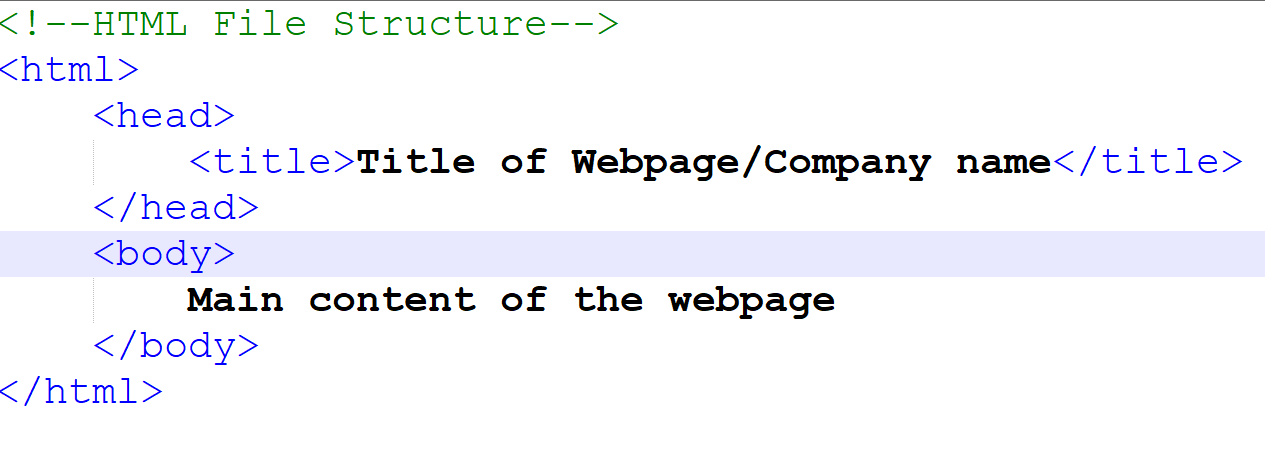 <!--HTML File Structure-->
<html>
<head>
<title>Title of Webpage/Company name</title>
</head>
<body>
Main content of the webpage
</body>
</html>